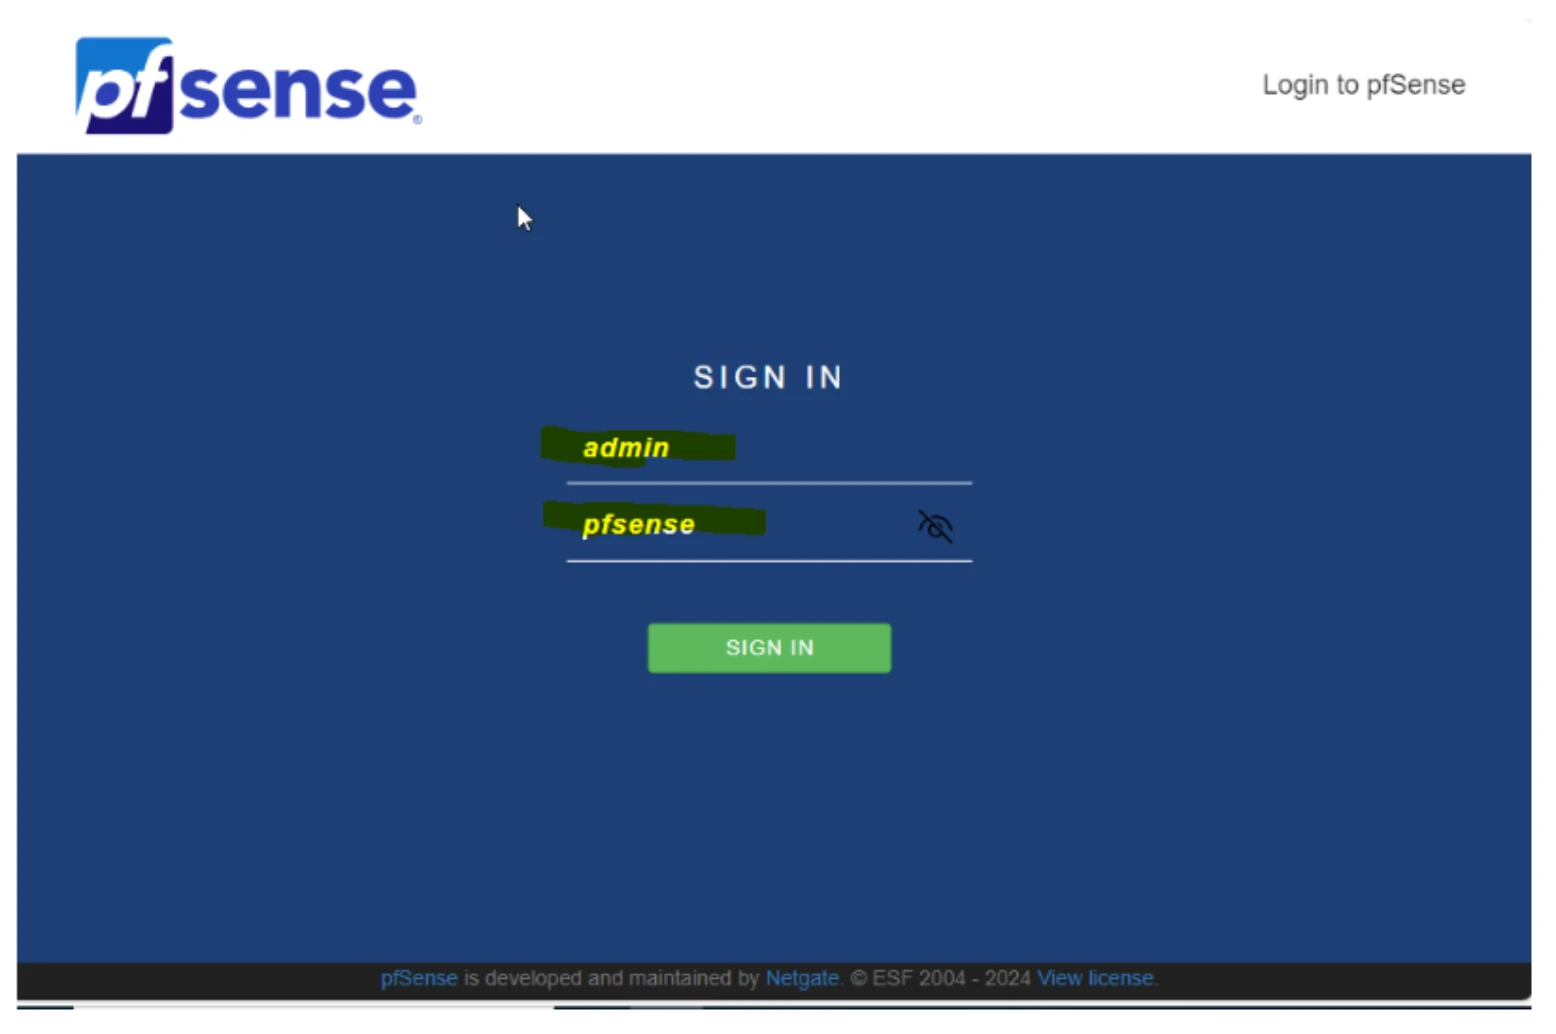 pfsense®
Login to pfSense
SIGN IN
admin
pfsense
SIGN IN
pfSense is developed and maintained by Netgate. © ESF 2004 - 2024 View license.